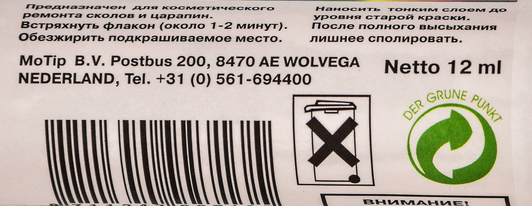 Предназначен для косметического
ремонта сколов и царапин.
Встряхнуть флакон (около 1-2 минут).
Обезжирить подкрашиваемое место.
Наносить тонким слоем до
уровня старой краски.
После полного высыхания
лишнее сполировать.
MoTip B.V. Postbus 200, 8470 AE WOLVEGA
NEDERLAND, Tel. +31 (0) 561-694400
Netto 12 ml
DER GRÜNE PUNKT
ВНИМАНИЕ!